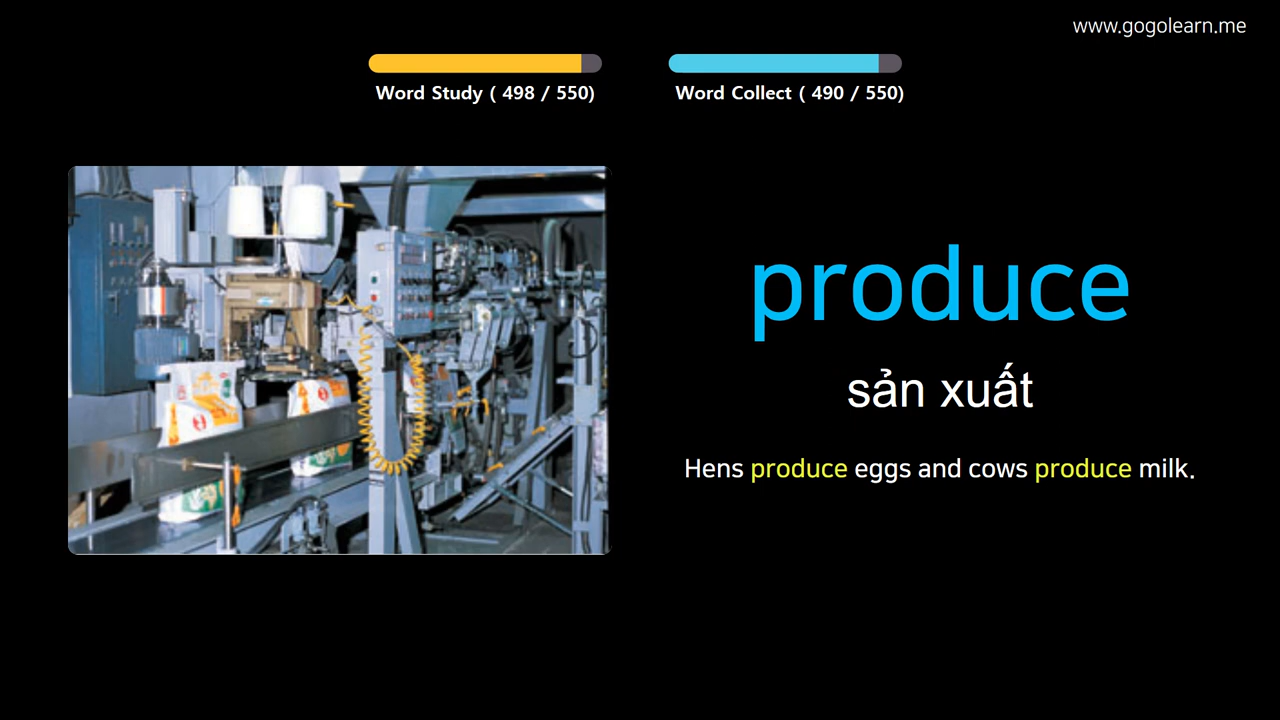 www.gogolearn.me
Word Study ( 498 / 550)
Word Collect ( 490 / 550)
produce
sản xuất
Hens produce eggs and cows produce milk.